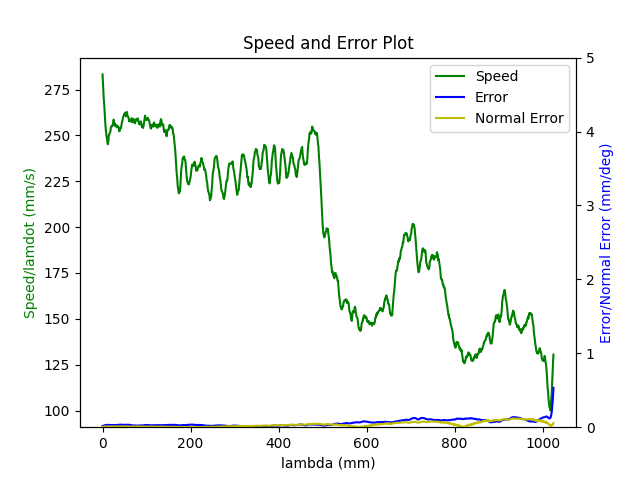 Speed and Error Plot
Speed
Error
Normal Error
Speed/lamdot (mm/s)
275
250
225
200
175
150
125
100
5
4
3
2
1
0
Error/Normal Error (mm/deg)
0
200
400
600
800
1000
lambda (mm)